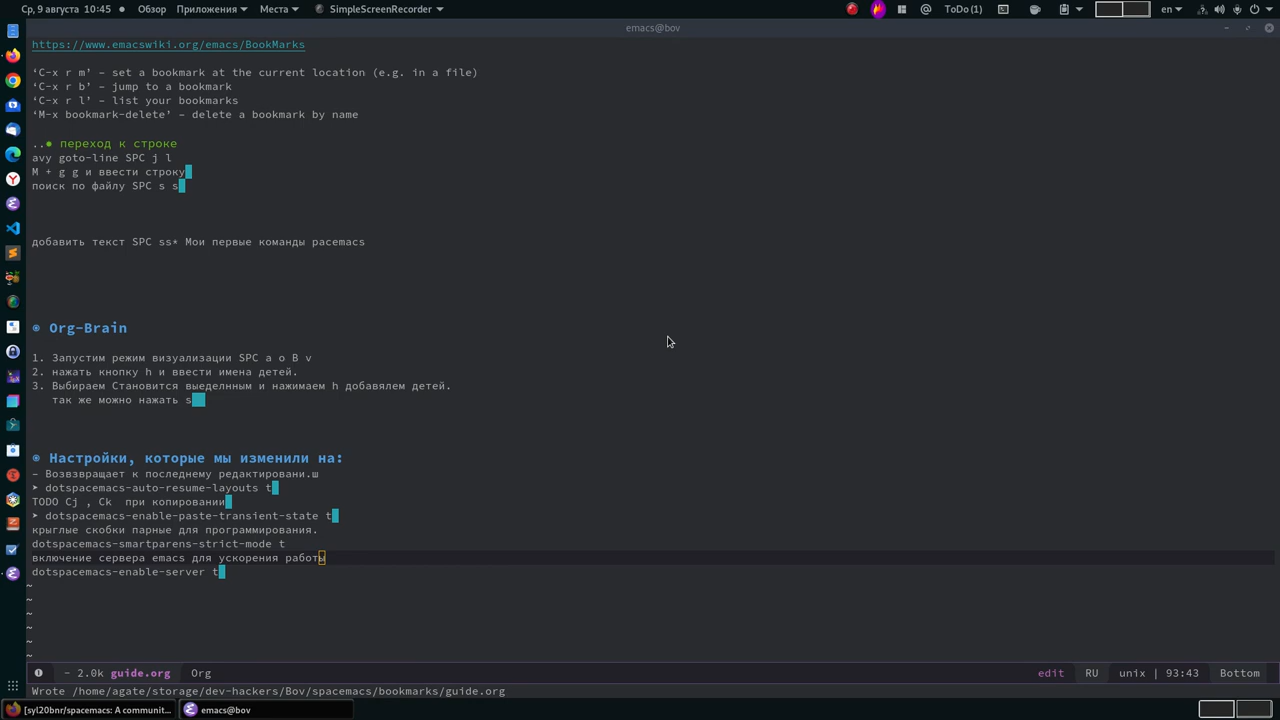 Ср, 9 августа 10:45 Обзор Приложения Места SimpleScreenRecorder ToDo (1) en
emacs@bov
https://www.emacswiki.org/emacs/BookMarks
‘C-x r m’ – set a bookmark at the current location (e.g. in a file)
‘C-x r b’ – jump to a bookmark
‘C-x r l’ – list your bookmarks
‘M-x bookmark-delete’ – delete a bookmark by name
..● переход к строке
avy goto-line SPC j l
M + g g и ввести строку
поиск по файлу SPC s s
добавить текст SPC ss* Мои первые команды pacemacs
Org-Brain
1. Запустим режим визуализации SPC a o B v
2. нажать кнопку h и ввести имена детей.
3. Выбираем Становится выеделнным и нажимаем h добавялем детей.
так же можно нажать s
Настройки, которые мы изменили на:
– Возвзвращает к последнему редактировани.ш
➤ dotspacemacs-auto-resume-layouts t
TODO Cj , Ck при копировании
➤ dotspacemacs-enable-paste-transient-state t
крыглые скобки парные для программирования.
dotspacemacs-smartparens-strict-mode t
включение сервера emacs для ускорения работы
dotspacemacs-enable-server t
~
~
~
~
~
~
- 2.0k guide.org Org edit RU unix | 93:43 Bottom
Wrote /home/agate/storage/dev-hackers/Bov/spacemacs/bookmarks/guide.org
[syl20bnr/spacemacs: A communit... emacs@bov